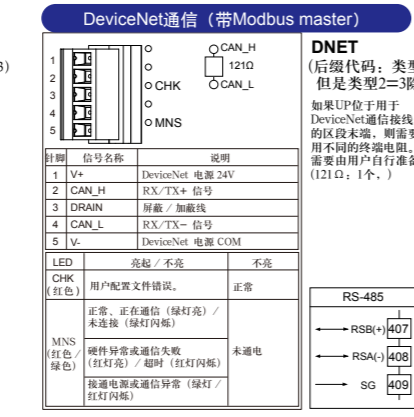 DeviceNet通信（带Modbus master）
3)
1
2
3
4
5
CHK
MNS
CAN_H
121Ω
CAN_L
DNET
(后缀代码：类型
但是类型2=3除
如果UP位于用于
DeviceNet通信接线
的区段末端，则需要
用不同的终端电阻。
需要由用户自行准备
(121Ω：1个，)
针脚 信号名称 说明
1 V+ DeviceNet 电源 24V
2 CAN_H RX/TX+ 信号
3 DRAIN 屏蔽／加蔽线
4 CAN_L RX/TX− 信号
5 V- DeviceNet 电源 COM
LED 亮起／不亮 不亮
CHK
(红色) 用户配置文件错误。 正常
MNS
(红色／
绿色)
正常、正在通信（绿灯亮）／
未连接（绿灯闪烁）
硬件异常或通信失败
（红灯亮）／超时（红灯闪烁）
接通电源或通信异常（绿灯／
红灯闪烁）
未通电
RS-485
RSB(+) 407
RSA(-) 408
SG 409